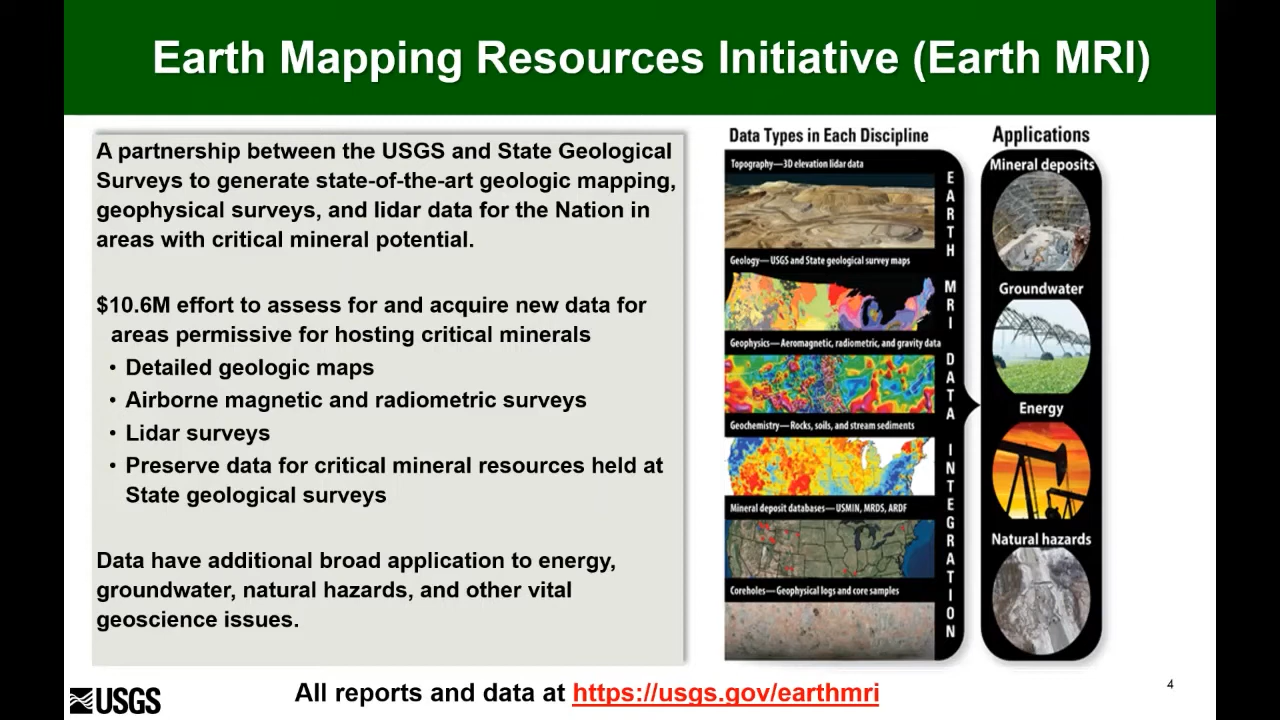 Earth Mapping Resources Initiative (Earth MRI)
A partnership between the USGS and State Geological
Surveys to generate state-of-the-art geologic mapping,
geophysical surveys, and lidar data for the Nation in
areas with critical mineral potential.
$10.6M effort to assess for and acquire new data for
areas permissive for hosting critical minerals
• Detailed geologic maps
• Airborne magnetic and radiometric surveys
• Lidar surveys
• Preserve data for critical mineral resources held at
State geological surveys
Data have additional broad application to energy,
groundwater, natural hazards, and other vital
geoscience issues.
Data Types in Each Discipline
Topography—3D elevation lidar data
Geology—USGS and State geological survey maps
Geophysics—Aeromagnetic, radiometric, and gravity data
Geochemistry—Rocks, soils, and stream sediments
Mineral deposit databases—USMIN, MRDS, ARDF
Coreholes—Geophysical logs and core samples
EARTH MRI DATA INTEGRATION
Applications
Mineral deposits
Groundwater
Energy
Natural hazards
USGS
All reports and data at https://usgs.gov/earthmri
4